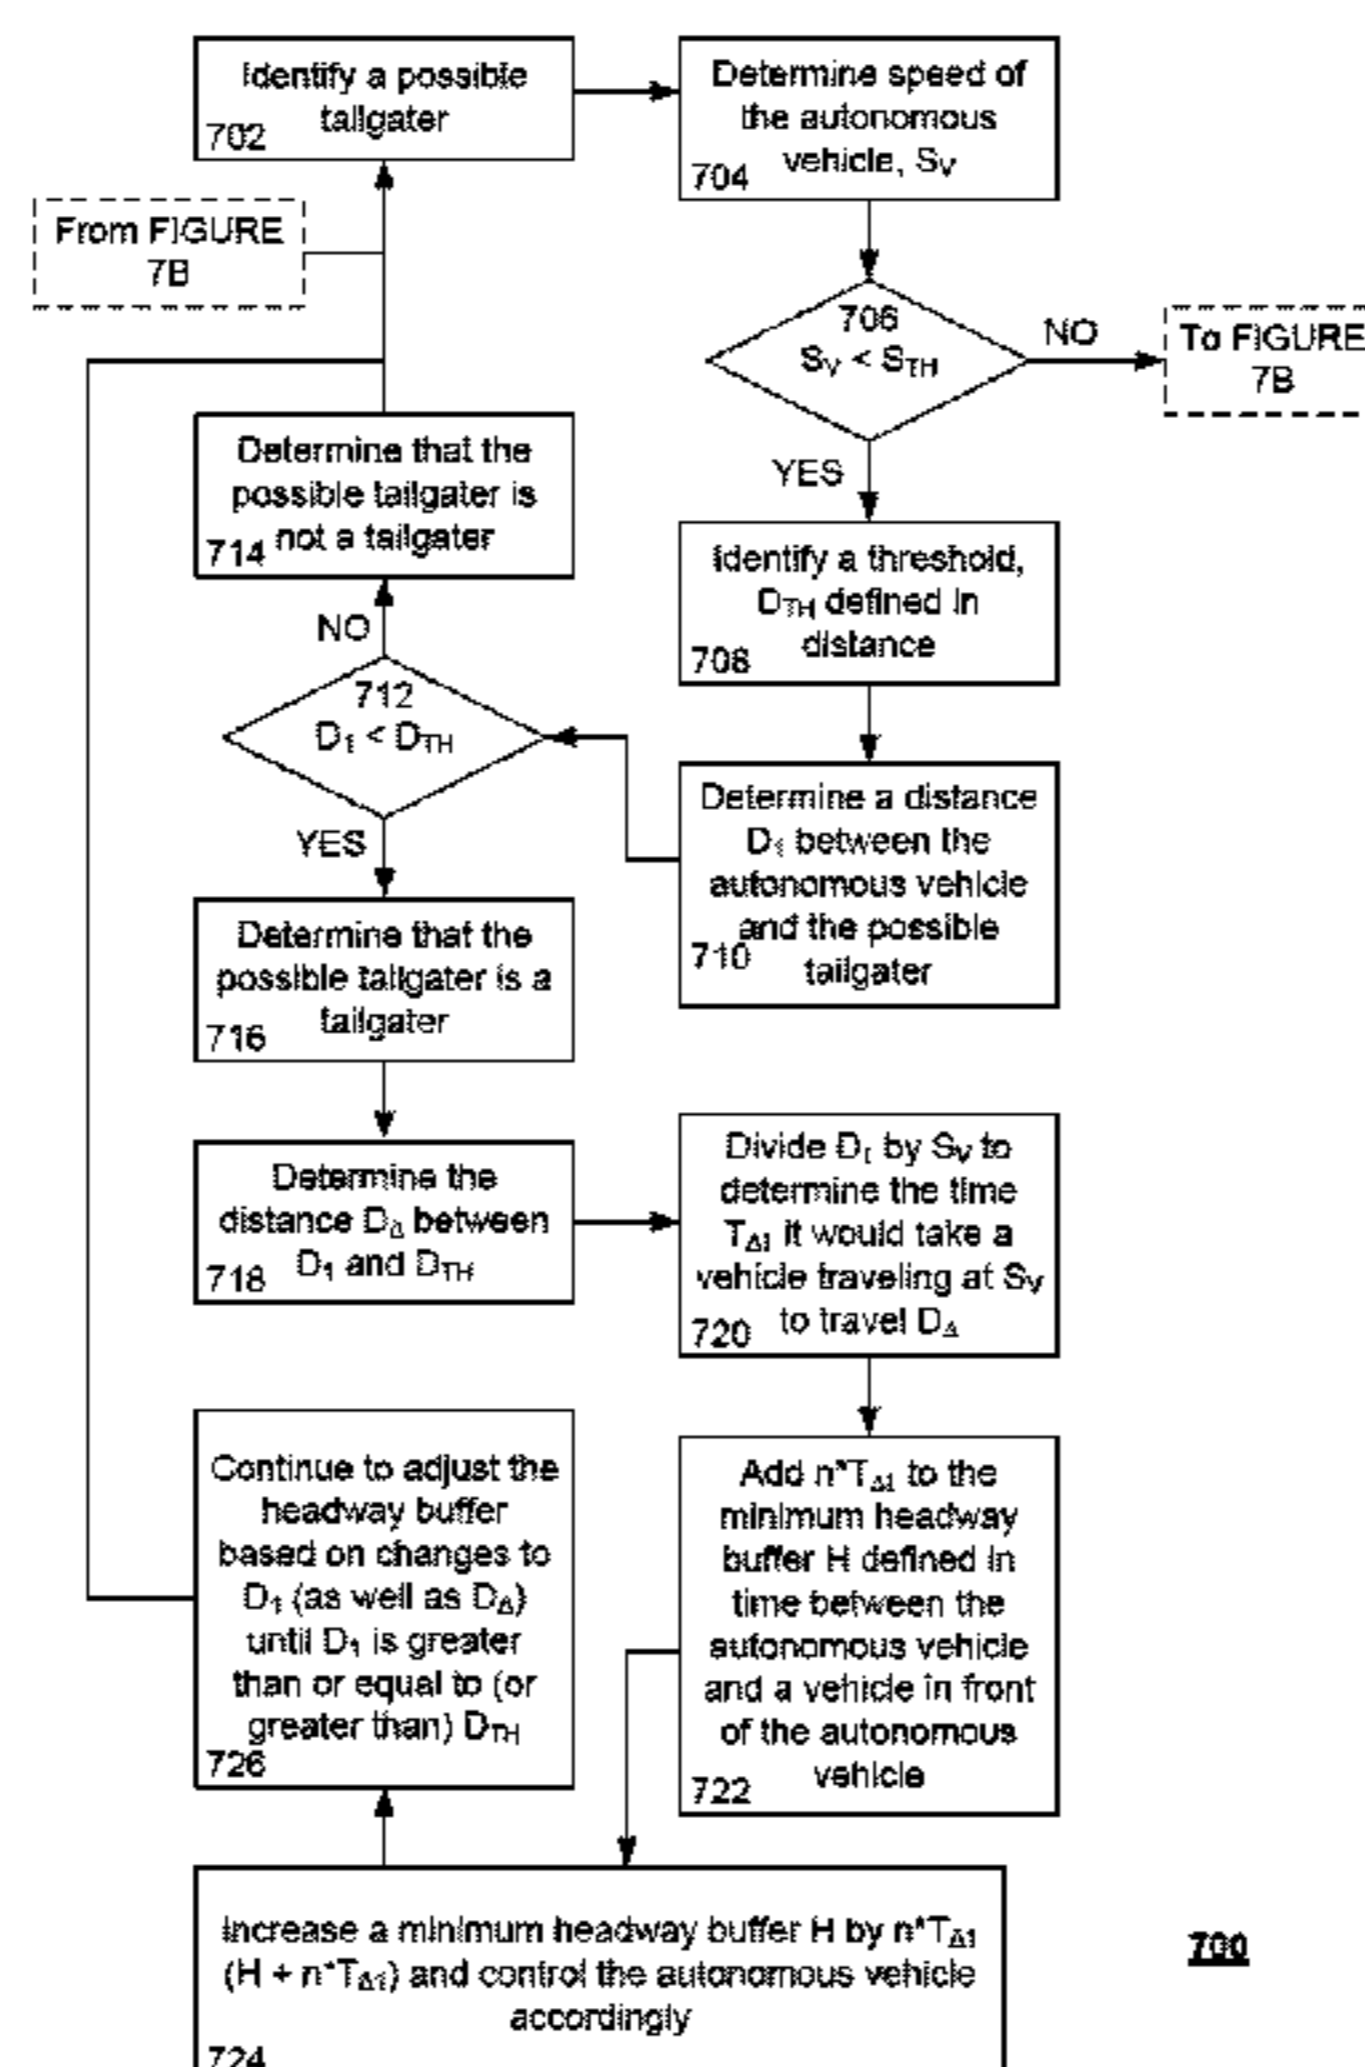 Identify a possible
tailgater
702
Determine speed of
the autonomous
vehicle, SV
704
From FIGURE
7B
706
SV < STH
NO
To FIGURE
7B
YES
Determine that the
possible tailgater is
not a tailgater
714
Identify a threshold,
DTH defined in
distance
708
NO
712
D1 < DTH
YES
Determine a distance
D1 between the
autonomous vehicle
and the possible
tailgater
710
Determine that the
possible tailgater is a
tailgater
716
Determine the
distance DΔ between
D1 and DTH
718
Divide D1 by SV to
determine the time
TΔ1 it would take a
vehicle traveling at SV
to travel DΔ
720
Continue to adjust the
headway buffer
based on changes to
D1 (as well as DΔ)
until D1 is greater
than or equal to (or
greater than) DTH
726
Add n*TΔ1 to the
minimum headway
buffer H defined in
time between the
autonomous vehicle
and a vehicle in front
of the autonomous
vehicle
722
Increase a minimum headway buffer H by n*TΔ1
(H + n*TΔ1) and control the autonomous vehicle
accordingly
724
700